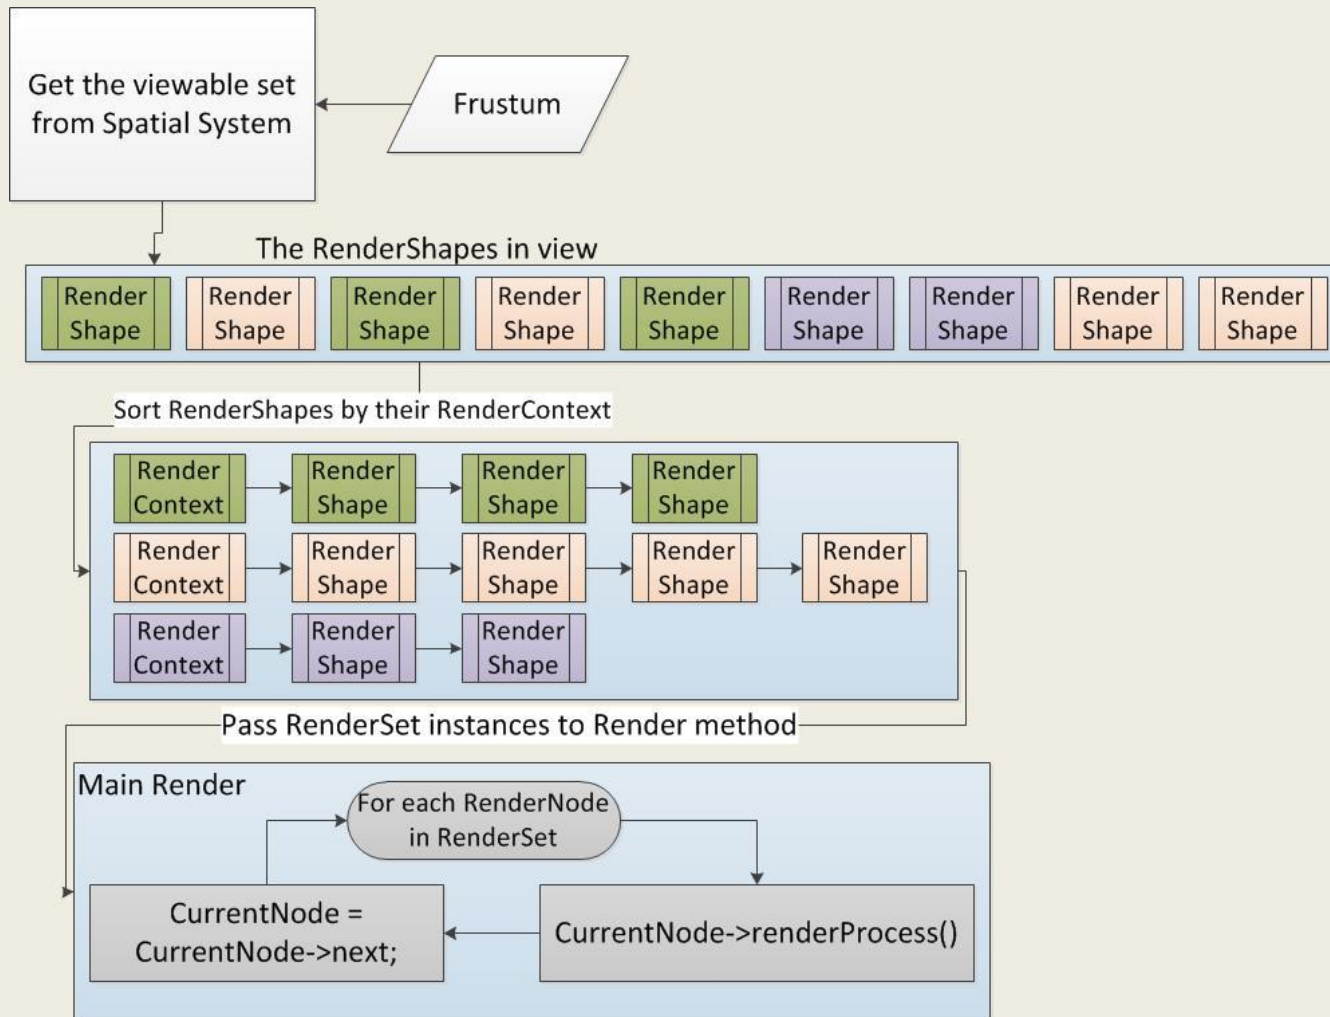 Get the viewable set
from Spatial System
Frustum
The RenderShapes in view
Render
Shape
Render
Shape
Render
Shape
Render
Shape
Render
Shape
Render
Shape
Render
Shape
Render
Shape
Render
Shape
Sort RenderShapes by their RenderContext
Render
Context
Render
Shape
Render
Shape
Render
Shape
Render
Context
Render
Shape
Render
Shape
Render
Shape
Render
Shape
Render
Context
Render
Shape
Render
Shape
Pass RenderSet instances to Render method
Main Render
For each RenderNode
in RenderSet
CurrentNode =
CurrentNode->next;
CurrentNode->renderProcess()